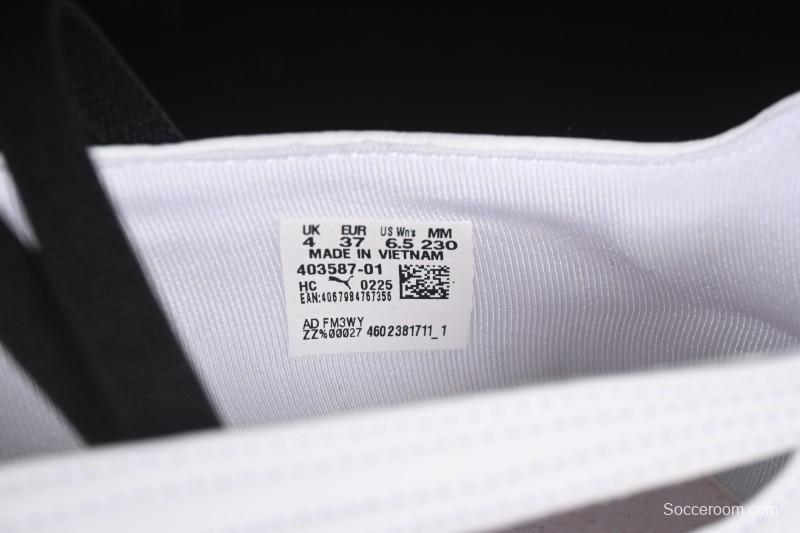 UK EUR US Wn's MM
4 37 6.5 230
MADE IN VIETNAM
403587-01
HC 0225
EAN:4067984767356
AD FM3WY
ZZ%00027 4602381711_1
Socceroom.com